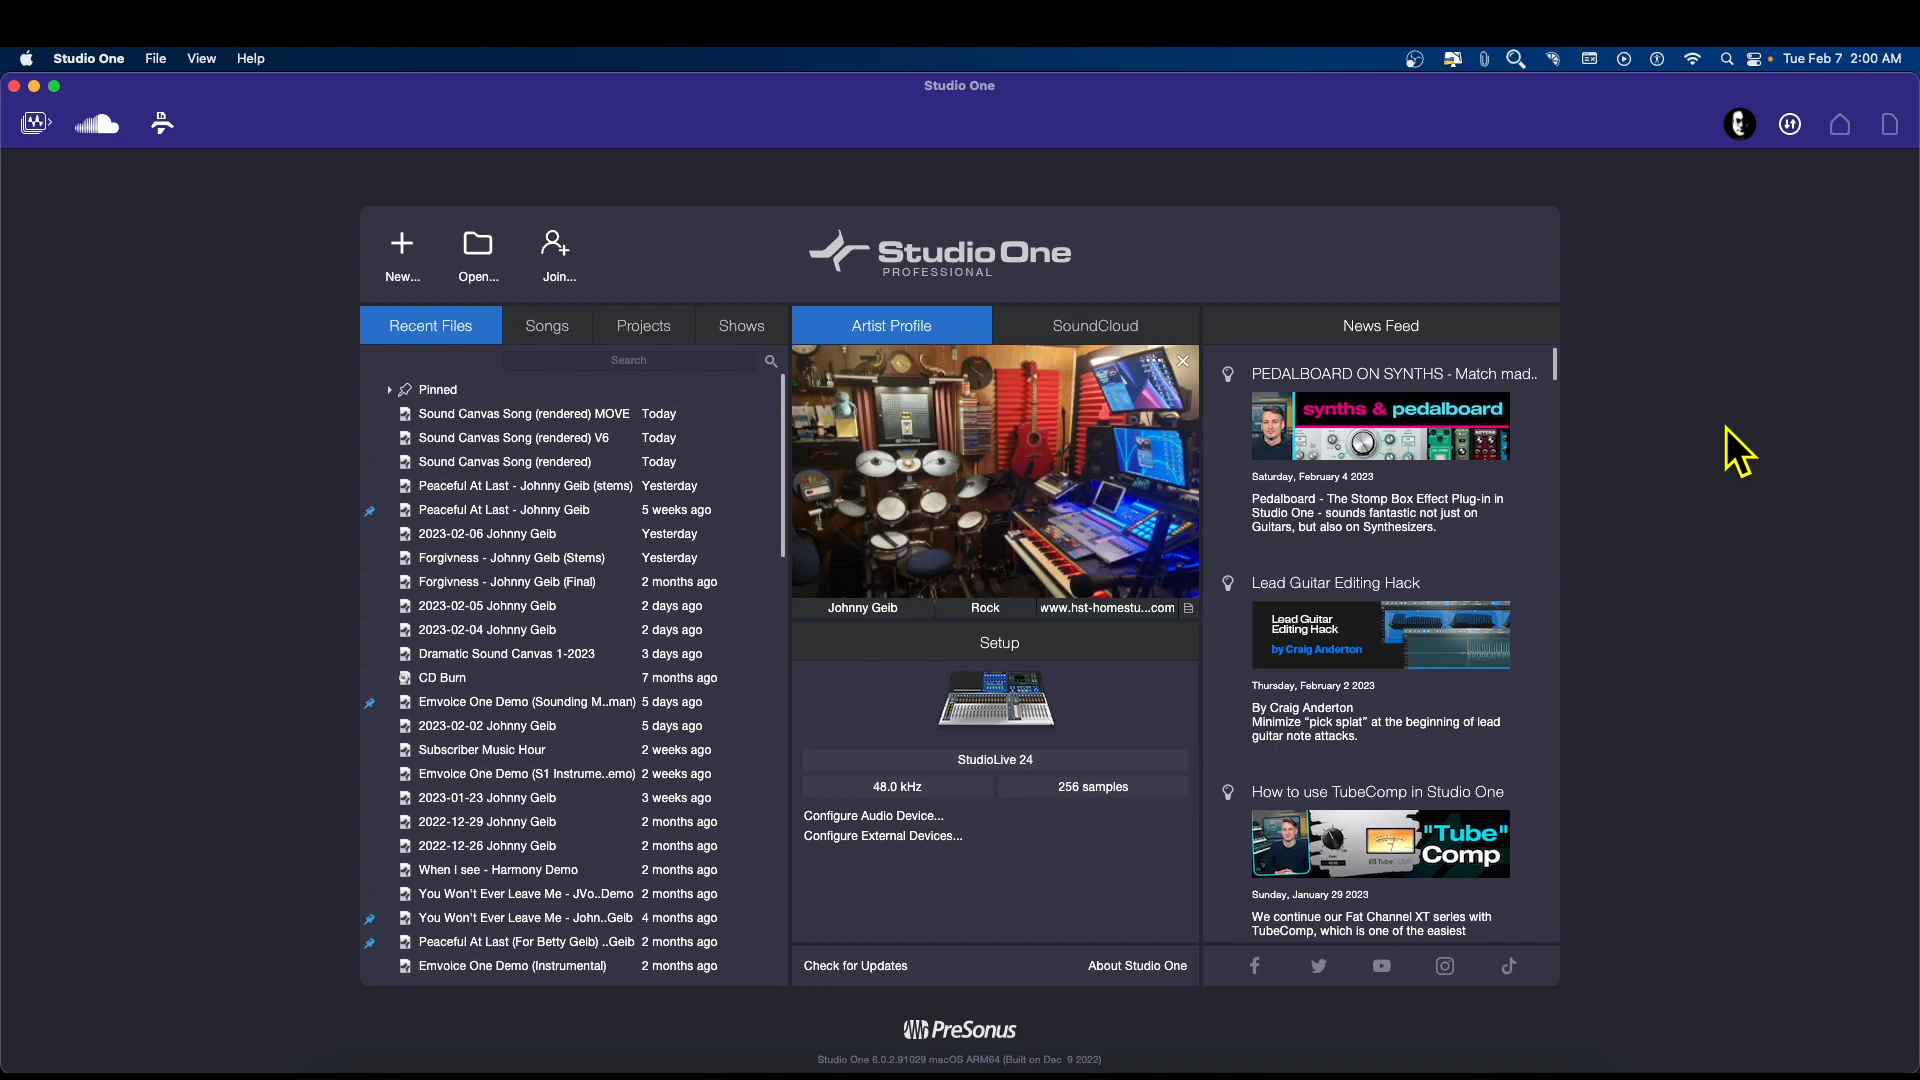 Studio One File View Help
Tue Feb 7 2:00 AM
Studio One
New...
Open...
Join...
Studio One
PROFESSIONAL
Recent Files
Songs
Projects
Shows
Search
Pinned
Sound Canvas Song (rendered) MOVE Today
Sound Canvas Song (rendered) V6 Today
Sound Canvas Song (rendered) Today
Peaceful At Last - Johnny Geib (stems) Yesterday
Peaceful At Last - Johnny Geib 5 weeks ago
2023-02-06 Johnny Geib Yesterday
Forgivness - Johnny Geib (Stems) Yesterday
Forgivness - Johnny Geib (Final) 2 months ago
2023-02-05 Johnny Geib 2 days ago
2023-02-04 Johnny Geib 2 days ago
Dramatic Sound Canvas 1-2023 3 days ago
CD Burn 7 months ago
Emvoice One Demo (Sounding M..man) 5 days ago
2023-02-02 Johnny Geib 5 days ago
Subscriber Music Hour 2 weeks ago
Emvoice One Demo (S1 Instrume..emo) 2 weeks ago
2023-01-23 Johnny Geib 3 weeks ago
2022-12-29 Johnny Geib 2 months ago
2022-12-26 Johnny Geib 2 months ago
When I see - Harmony Demo 2 months ago
You Won't Ever Leave Me - JVo..Demo 2 months ago
You Won't Ever Leave Me - John..Geib 4 months ago
Peaceful At Last (For Betty Geib) ..Geib 2 months ago
Emvoice One Demo (Instrumental) 2 months ago
Artist Profile
SoundCloud
Johnny Geib
Rock
www.hst-homestu...com
Setup
StudioLive 24
48.0 kHz
256 samples
Configure Audio Device...
Configure External Devices...
Check for Updates
About Studio One
News Feed
PEDALBOARD ON SYNTHS - Match mad..
synths & pedalboard
Saturday, February 4 2023
Pedalboard - The Stomp Box Effect Plug-in in
Studio One - sounds fantastic not just on
Guitars, but also on Synthesizers.
Lead Guitar Editing Hack
Lead Guitar
Editing Hack
by Craig Anderton
Thursday, February 2 2023
By Craig Anderton
Minimize “pick splat” at the beginning of lead
guitar note attacks.
How to use TubeComp in Studio One
"Tube"
Comp
Sunday, January 29 2023
We continue our Fat Channel XT series with
TubeComp, which is one of the easiest
PreSonus
Studio One 6.0.2.91029 macOS ARM64 (Built on Dec 9 2022)